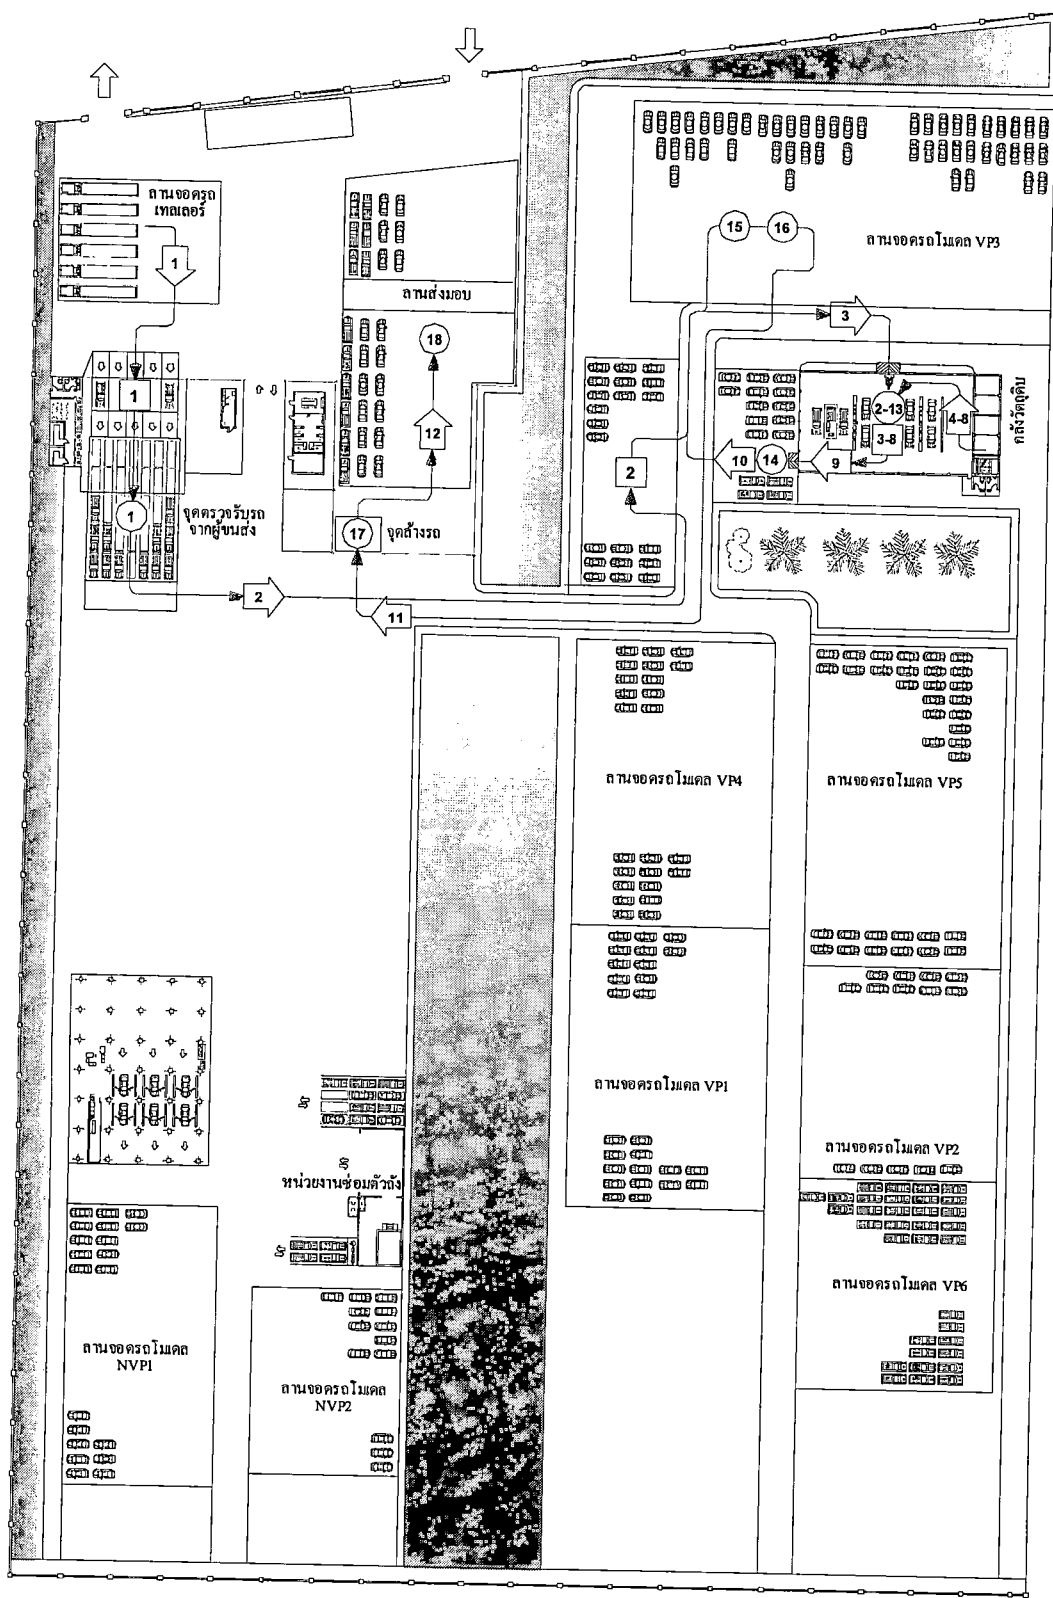 ลานจอดรถ
เทลเลอร์
1
15
16
ลานจอดรถโมเดล VP3
ลานส่งมอบ
3
18
1
12
2-13
4-8
คลังวัตถุดิบ
3-8
2
10
14
9
1
จุดตรวจรับรถ
จากผู้ขนส่ง
17
จุดล้างรถ
2
11
ลานจอดรถโมเดล VP4
ลานจอดรถโมเดล VP5
ลานจอดรถโมเดล VP1
ลานจอดรถโมเดล VP2
หน่วยงานซ่อมตัวถัง
ลานจอดรถโมเดล VP6
ลานจอดรถโมเดล
NVP1
ลานจอดรถโมเดล
NVP2